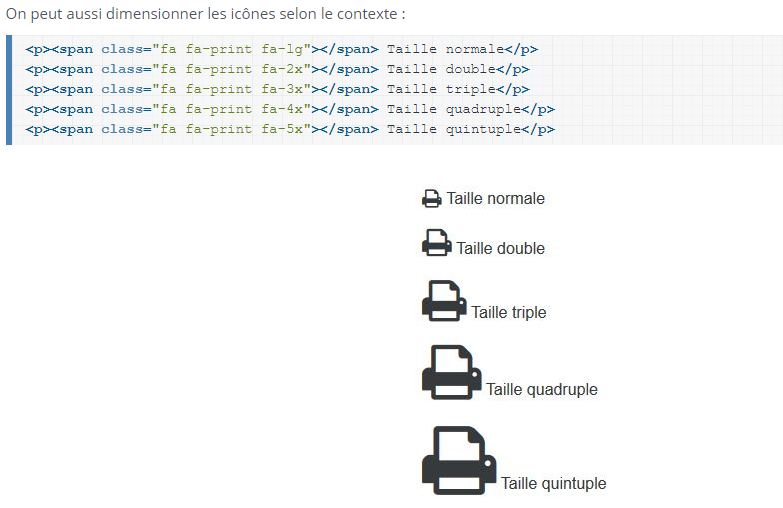 On peut aussi dimensionner les icônes selon le contexte :
<p><span class="fa fa-print fa-lg"></span> Taille normale</p>
<p><span class="fa fa-print fa-2x"></span> Taille double</p>
<p><span class="fa fa-print fa-3x"></span> Taille triple</p>
<p><span class="fa fa-print fa-4x"></span> Taille quadruple</p>
<p><span class="fa fa-print fa-5x"></span> Taille quintuple</p>
Taille normale
Taille double
Taille triple
Taille quadruple
Taille quintuple